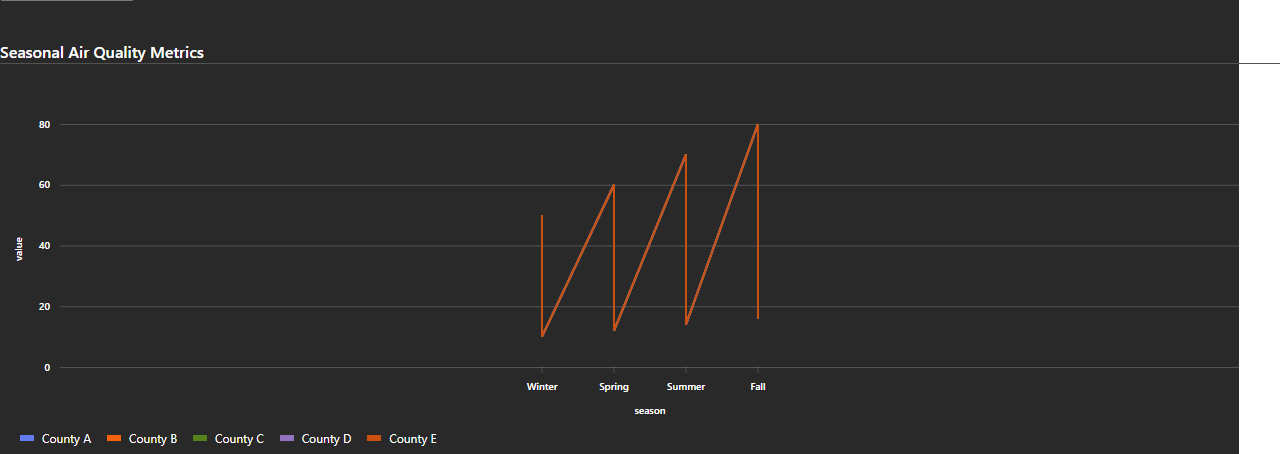 Seasonal Air Quality Metrics
80
60
40
20
0
value
Winter Spring Summer Fall
season
County A County B County C County D County E